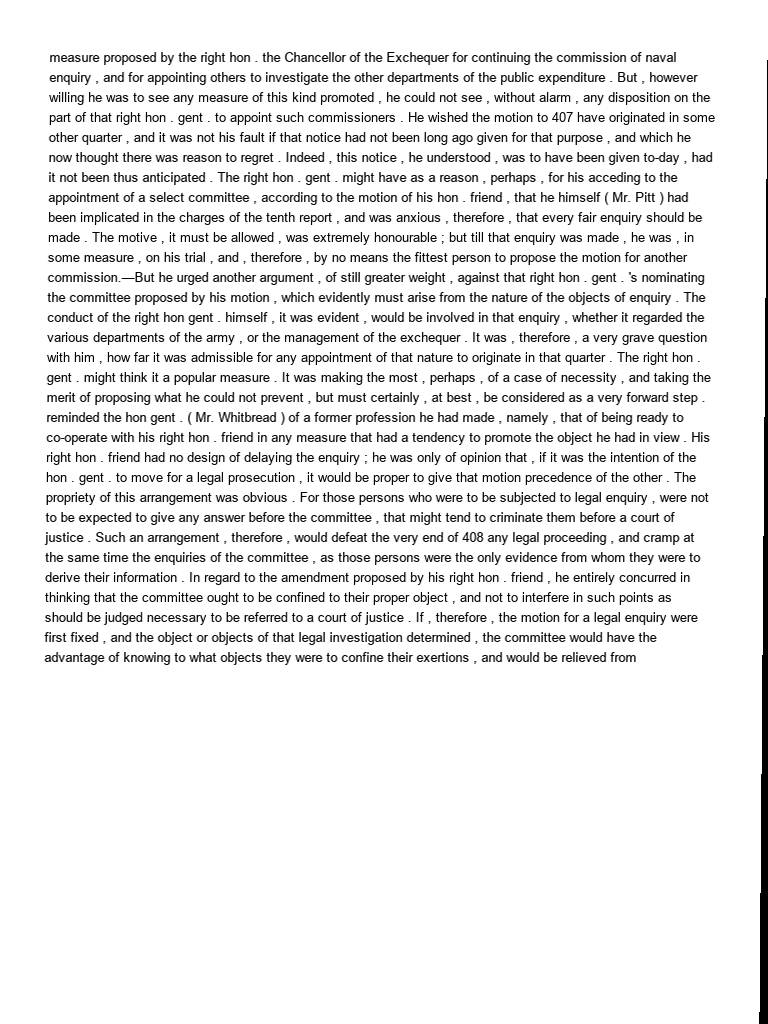 measure proposed by the right hon . the Chancellor of the Exchequer for continuing the commission of naval
enquiry , and for appointing others to investigate the other departments of the public expenditure . But , however
willing he was to see any measure of this kind promoted , he could not see , without alarm , any disposition on the
part of that right hon . gent . to appoint such commissioners . He wished the motion to 407 have originated in some
other quarter , and it was not his fault if that notice had not been long ago given for that purpose , and which he
now thought there was reason to regret . Indeed , this notice , he understood , was to have been given to-day , had
it not been thus anticipated . The right hon . gent . might have as a reason , perhaps , for his acceding to the
appointment of a select committee , according to the motion of his hon . friend , that he himself ( Mr. Pitt ) had
been implicated in the charges of the tenth report , and was anxious , therefore , that every fair enquiry should be
made . The motive , it must be allowed , was extremely honourable ; but till that enquiry was made , he was , in
some measure , on his trial , and , therefore , by no means the fittest person to propose the motion for another
commission.—But he urged another argument , of still greater weight , against that right hon . gent . 's nominating
the committee proposed by his motion , which evidently must arise from the nature of the objects of enquiry . The
conduct of the right hon gent . himself , it was evident , would be involved in that enquiry , whether it regarded the
various departments of the army , or the management of the exchequer . It was , therefore , a very grave question
with him , how far it was admissible for any appointment of that nature to originate in that quarter . The right hon .
gent . might think it a popular measure . It was making the most , perhaps , of a case of necessity , and taking the
merit of proposing what he could not prevent , but must certainly , at best , be considered as a very forward step .
reminded the hon gent . ( Mr. Whitbread ) of a former profession he had made , namely , that of being ready to
co-operate with his right hon . friend in any measure that had a tendency to promote the object he had in view . His
right hon . friend had no design of delaying the enquiry ; he was only of opinion that , if it was the intention of the
hon . gent . to move for a legal prosecution , it would be proper to give that motion precedence of the other . The
propriety of this arrangement was obvious . For those persons who were to be subjected to legal enquiry , were not
to be expected to give any answer before the committee , that might tend to criminate them before a court of
justice . Such an arrangement , therefore , would defeat the very end of 408 any legal proceeding , and cramp at
the same time the enquiries of the committee , as those persons were the only evidence from whom they were to
derive their information . In regard to the amendment proposed by his right hon . friend , he entirely concurred in
thinking that the committee ought to be confined to their proper object , and not to interfere in such points as
should be judged necessary to be referred to a court of justice . If , therefore , the motion for a legal enquiry were
first fixed , and the object or objects of that legal investigation determined , the committee would have the
advantage of knowing to what objects they were to confine their exertions , and would be relieved from